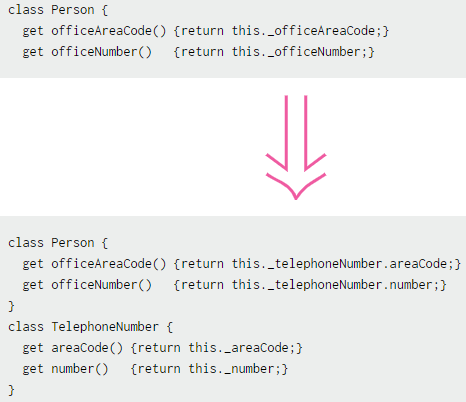 class Person {
  get officeAreaCode() {return this._officeAreaCode;}
  get officeNumber()   {return this._officeNumber;}
class Person {
  get officeAreaCode() {return this._telephoneNumber.areaCode;}
  get officeNumber()   {return this._telephoneNumber.number;}
}
class TelephoneNumber {
  get areaCode() {return this._areaCode;}
  get number()   {return this._number;}
}